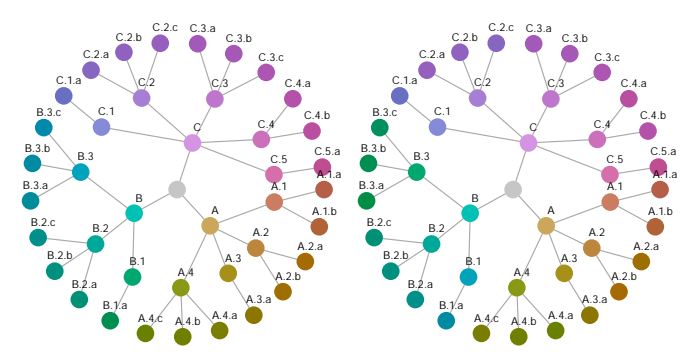 C.2.c
C.2.b
C.3.a
C.3.b
C.2.a
C.3.c
C.1.a
C.2
C.3
C.4.a
B.3.c
C.1
C
C.4
C.4.b
B.3.b
B.3
C.5
C.5.a
B.3.a
A.1
A.1.a
B
A
A.1.b
B.2.c
B.2
A.2
B.2.b
B.1
A.3
A.2.a
B.2.a
A.4
A.2.b
B.1.a
A.4.c
A.4.b
A.4.a
A.3.a
C.2.c
C.2.b
C.3.a
C.3.b
C.2.a
C.3.c
C.1.a
C.2
C.3
C.4.a
B.3.c
C.1
C
C.4
C.4.b
B.3.b
B.3
C.5
C.5.a
B.3.a
A.1
A.1.a
B
A
A.1.b
B.2.c
B.2
A.2
B.2.b
B.1
A.3
A.2.a
B.2.a
A.4
A.2.b
B.1.a
A.4.c
A.4.b
A.4.a
A.3.a